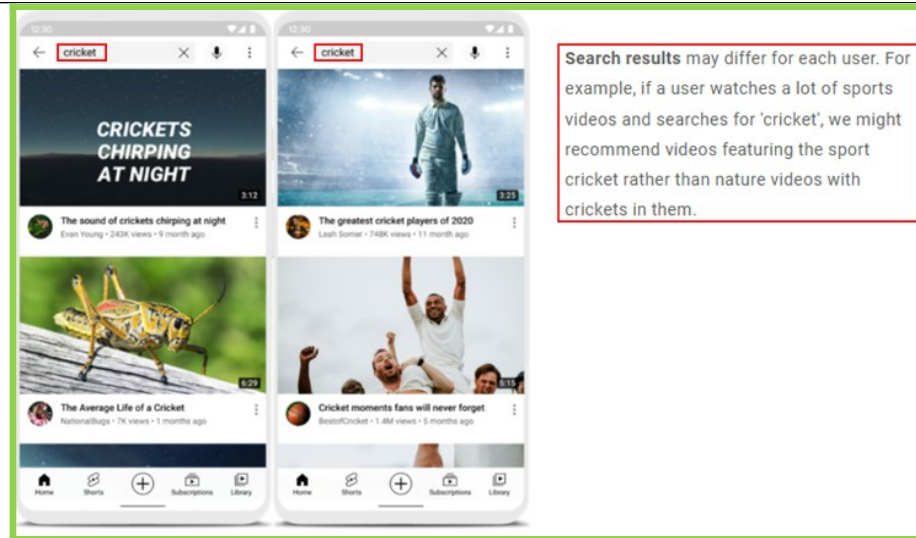 12:30
cricket
CRICKETS
CHIRPING
AT NIGHT
3:12
The sound of crickets chirping at night
Evan Young • 243K views • 9 month ago
6:29
The Average Life of a Cricket
NationalBugs • 7K views • 1 months ago
Home
Shorts
Subscriptions
Library
12:30
cricket
3:25
The greatest cricket players of 2020
Leah Somer • 748K views • 11 month ago
5:15
Cricket moments fans will never forget
BestofCricket • 1.4M views • 5 months ago
Home
Shorts
Subscriptions
Library
Search results may differ for each user. For
example, if a user watches a lot of sports
videos and searches for 'cricket', we might
recommend videos featuring the sport
cricket rather than nature videos with
crickets in them.